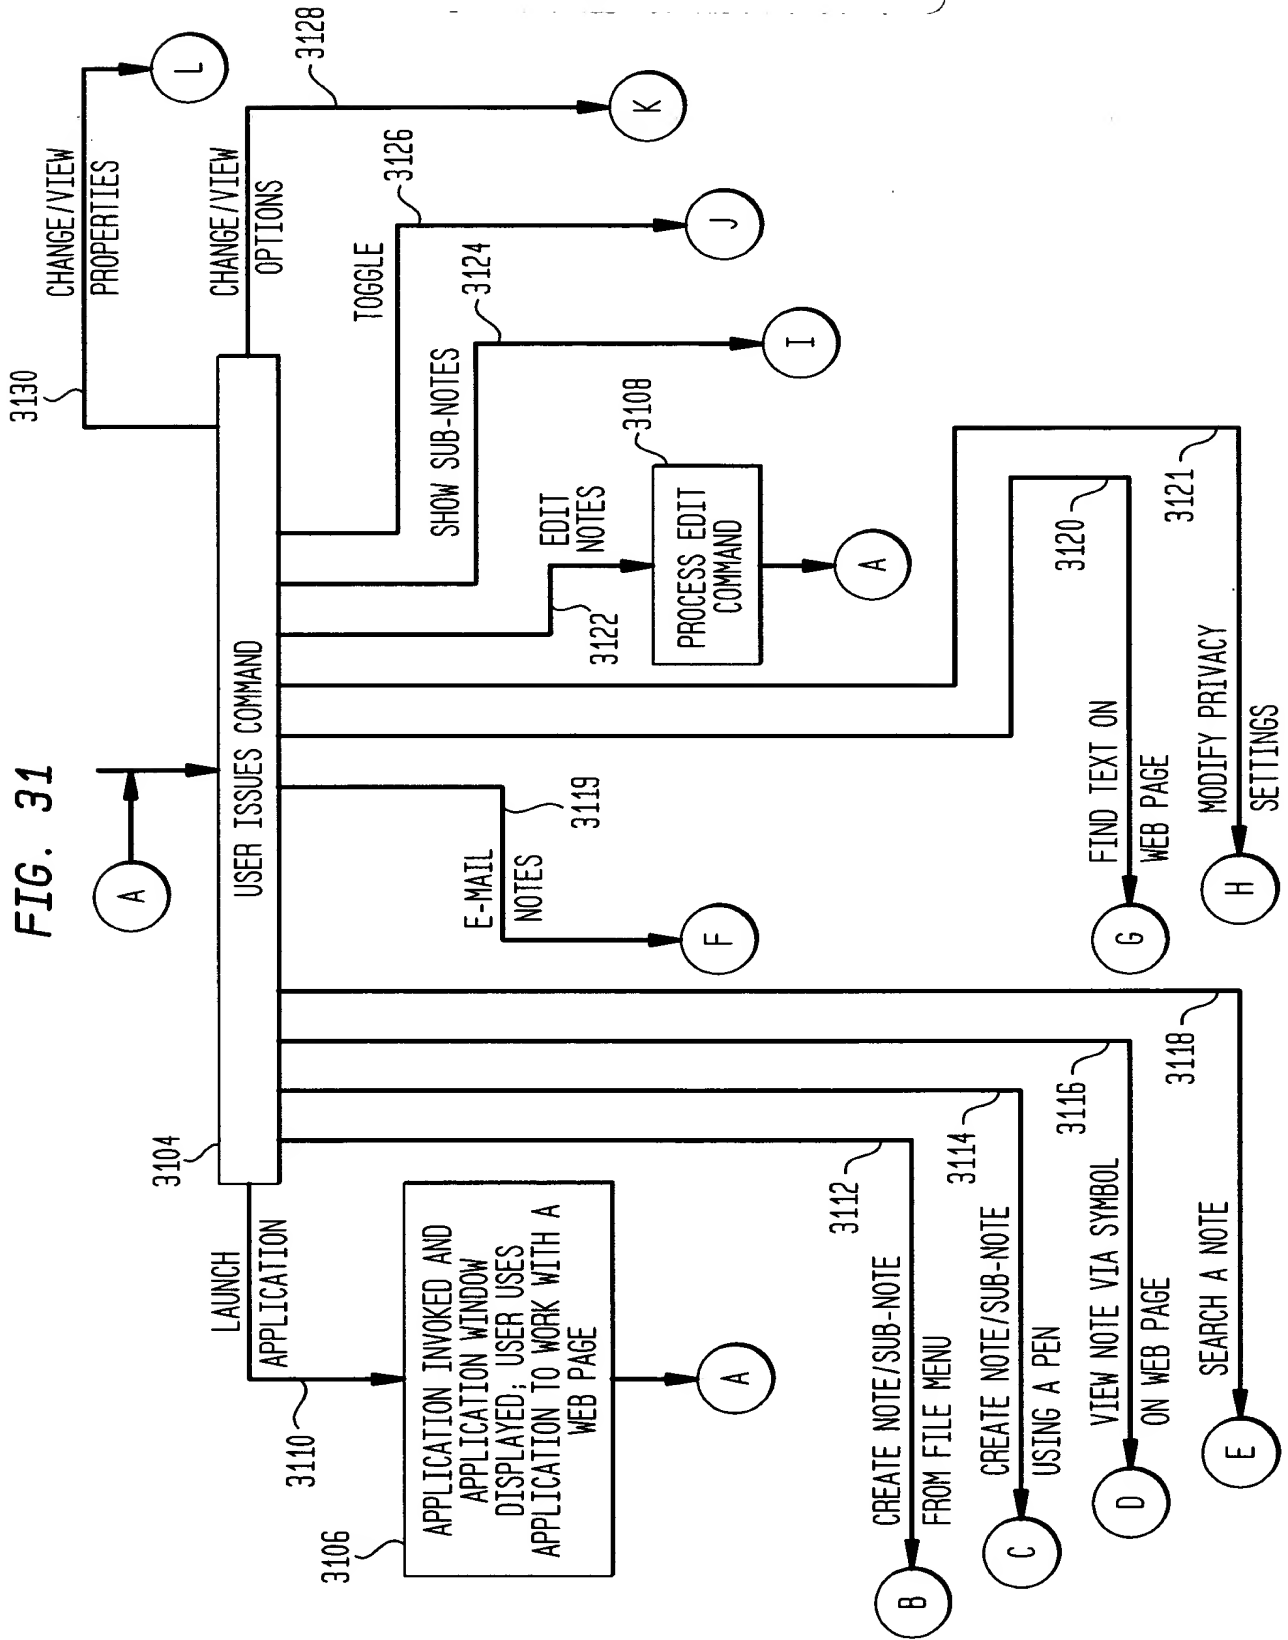 FIG. 31
A
USER ISSUES COMMAND
3104
LAUNCH
APPLICATION
3110
3106
APPLICATION INVOKED AND
APPLICATION WINDOW
DISPLAYED; USER USES
APPLICATION TO WORK WITH A
WEB PAGE
A
3112
CREATE NOTE/SUB-NOTE
FROM FILE MENU
B
3114
CREATE NOTE/SUB-NOTE
USING A PEN
C
3116
VIEW NOTE VIA SYMBOL
ON WEB PAGE
D
3118
SEARCH A NOTE
E
3119
E-MAIL
NOTES
F
3120
FIND TEXT ON
WEB PAGE
G
3121
MODIFY PRIVACY
SETTINGS
H
3122
EDIT
NOTES
3108
PROCESS EDIT
COMMAND
A
SHOW SUB-NOTES
3124
I
TOGGLE
3126
J
CHANGE/VIEW
OPTIONS
3128
K
3130
CHANGE/VIEW
PROPERTIES
L